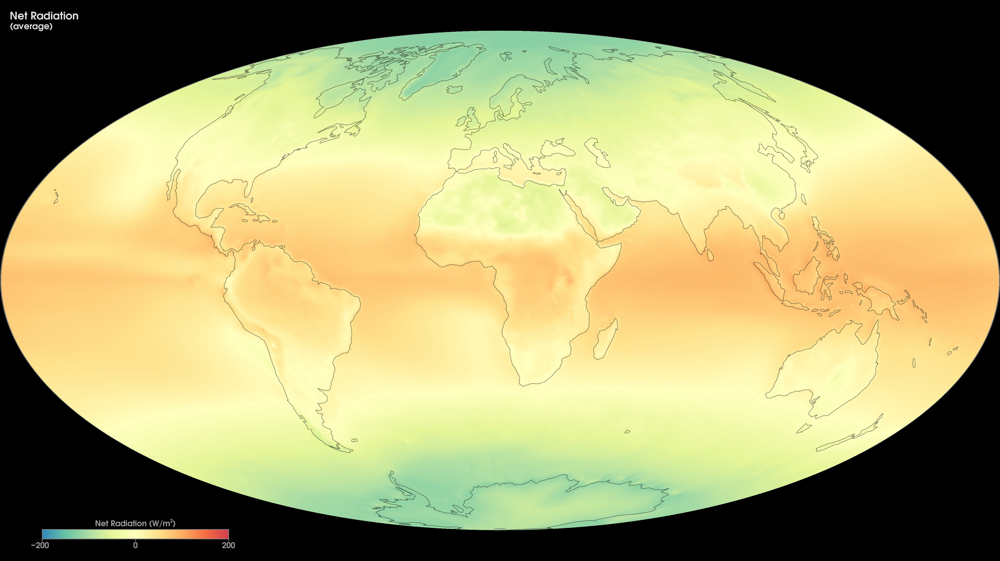 Net Radiation
(average)
Net Radiation (W/m²)
−200 0 200